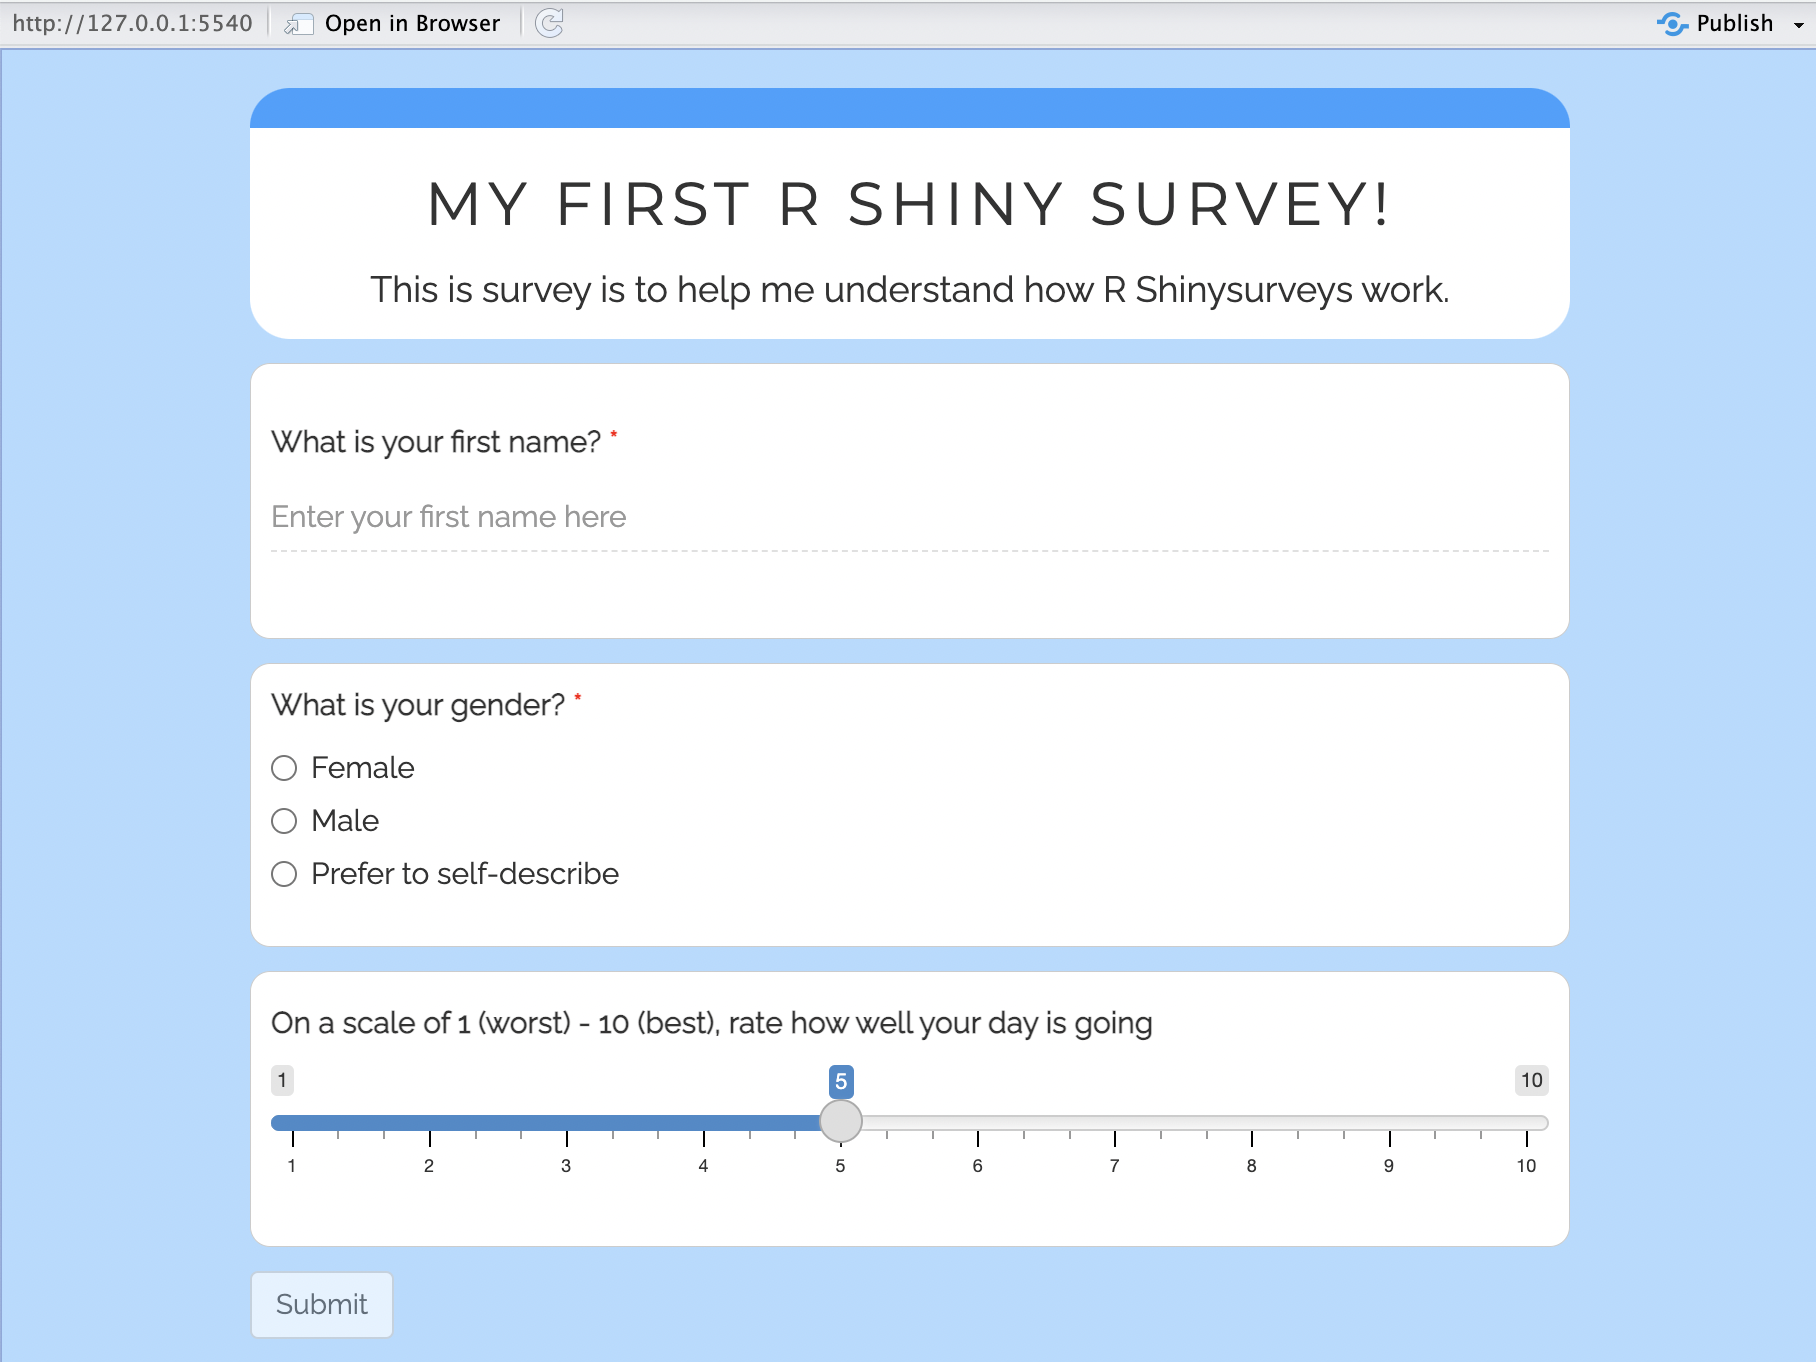 http://127.0.0.1:5540 Open in Browser Publish
MY FIRST R SHINY SURVEY!
This is survey is to help me understand how R Shinysurveys work.
What is your first name? *
Enter your first name here
What is your gender? *
Female
Male
Prefer to self-describe
On a scale of 1 (worst) - 10 (best), rate how well your day is going
1 5 10
1 2 3 4 5 6 7 8 9 10
Submit